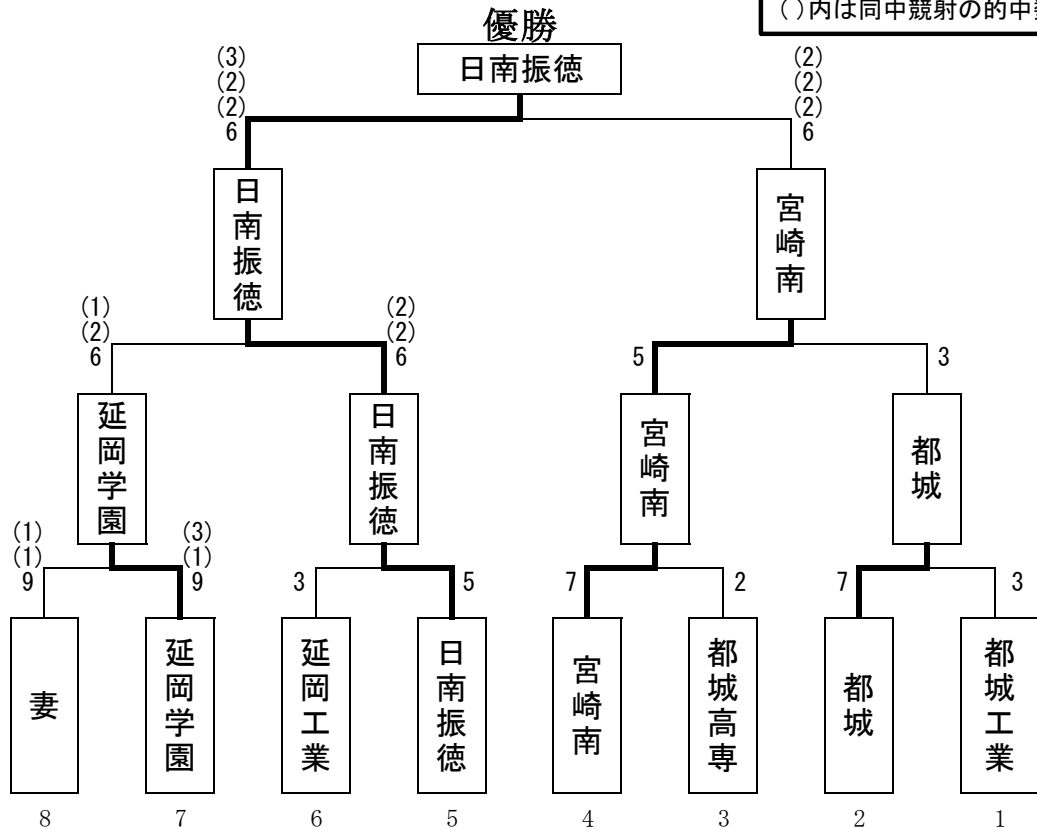 （）内は同中競射の的中
優勝
日南振徳
(3)
(2)
(2)
6
(2)
(2)
(2)
6
日南振徳
宮崎南
(1)
(2)
6
(2)
(2)
6
5
3
延岡学園
日南振徳
宮崎南
都城
(1)
(1)
9
(3)
(1)
9
3
5
7
2
7
3
妻
延岡学園
延岡工業
日南振徳
宮崎南
都城高専
都城
都城工業
8
7
6
5
4
3
2
1